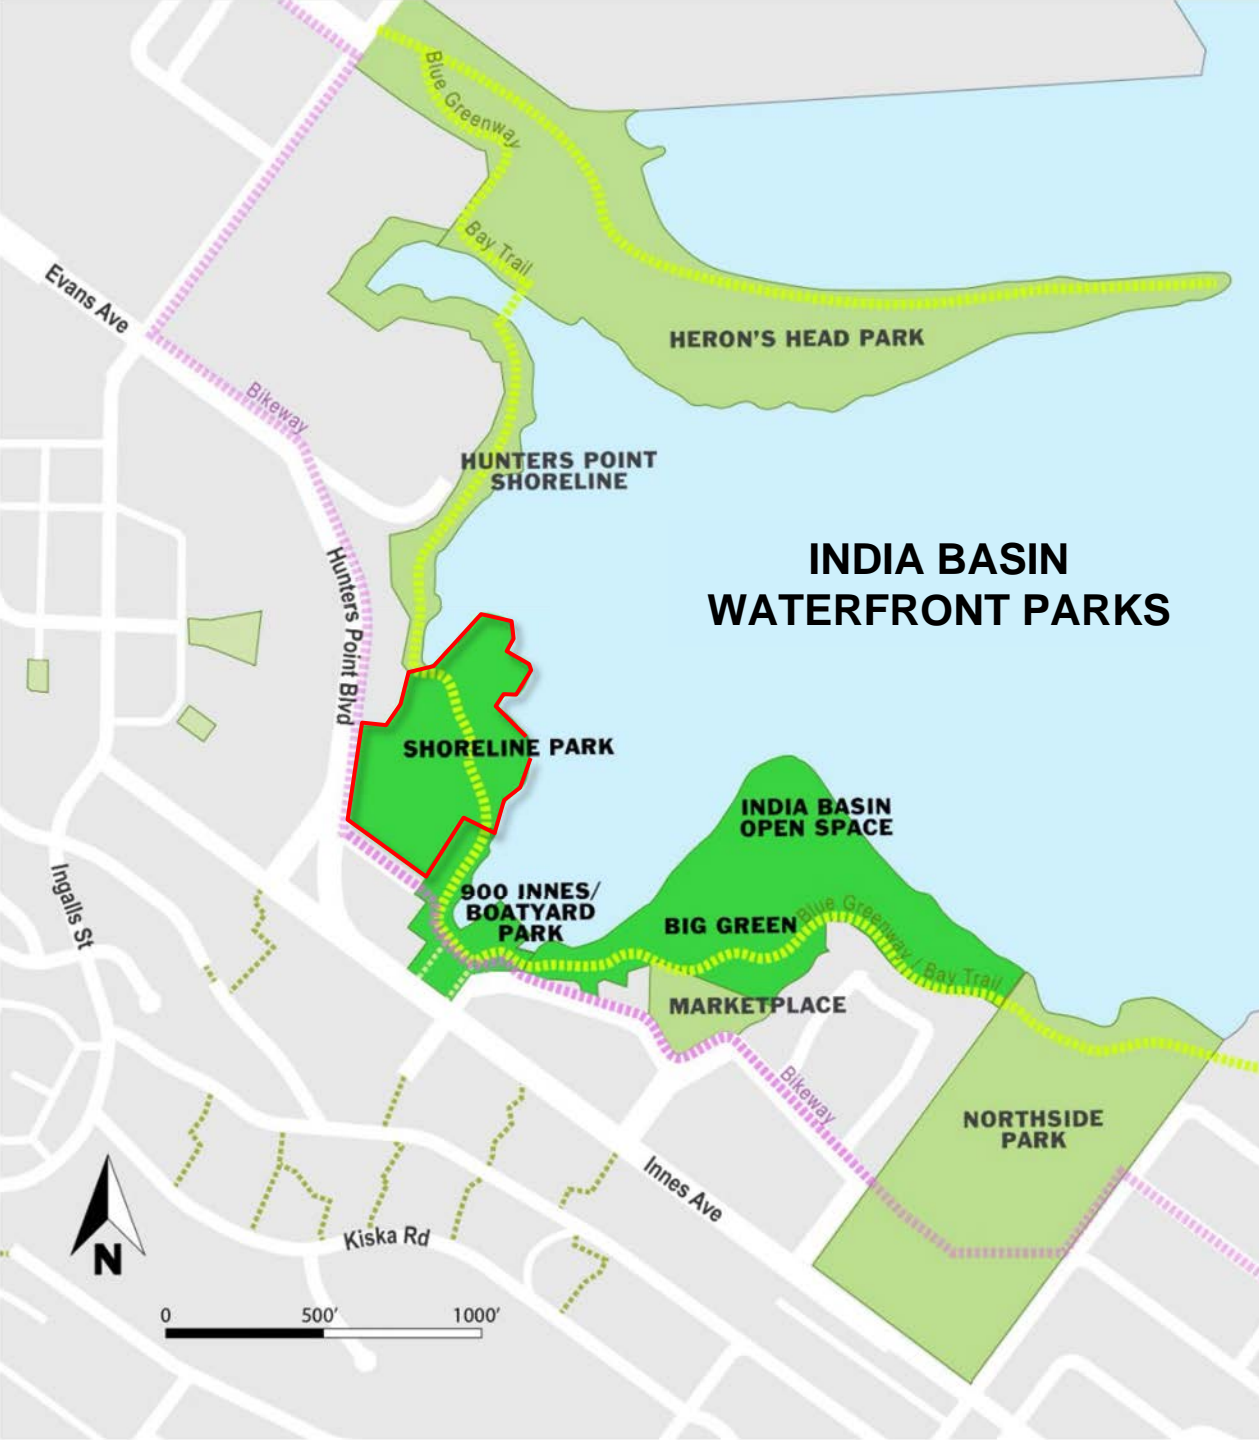 Blue Greenway
Bay Trail
Evans Ave
HERON'S HEAD PARK
Bikeway
HUNTERS POINT
SHORELINE
INDIA BASIN
WATERFRONT PARKS
Hunters Point Blvd
SHORELINE PARK
INDIA BASIN
OPEN SPACE
Ingalls St
900 INNES/
BOATYARD
PARK
BIG GREEN
Blue Greenway / Bay Trail
MARKETPLACE
Bikeway
NORTHSIDE
PARK
Innes Ave
Kiska Rd
N
0 500' 1000'